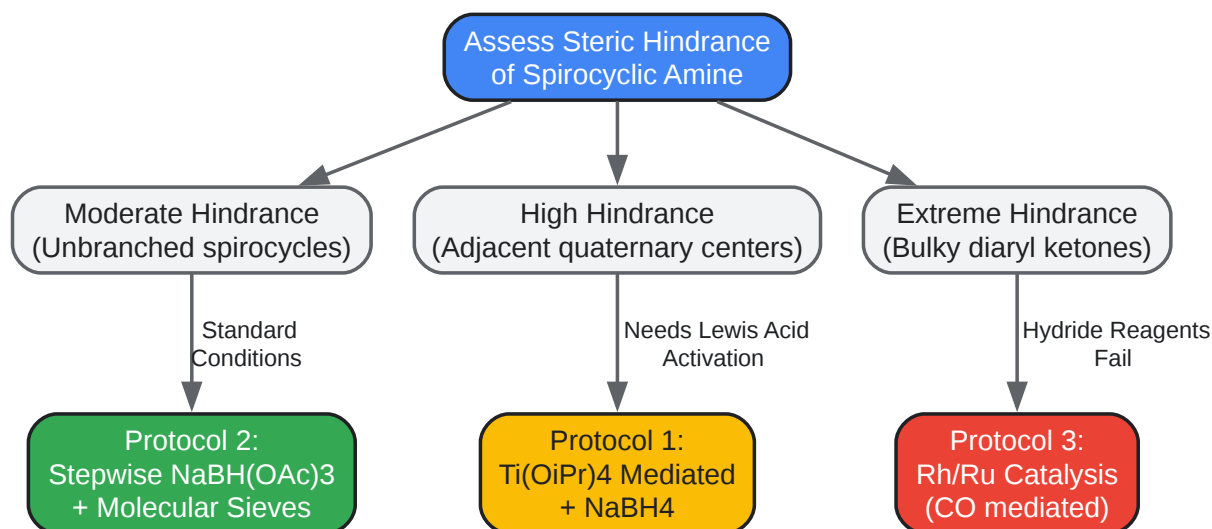 Assess Steric Hindrance
of Spirocyclic Amine
Moderate Hindrance
(Unbranched spirocycles)
High Hindrance
(Adjacent quaternary centers)
Extreme Hindrance
(Bulky diaryl ketones)
Standard
Conditions
Needs Lewis Acid
Activation
Hydride Reagents
Fail
Protocol 2:
Stepwise NaBH(OAc)3
+ Molecular Sieves
Protocol 1:
Ti(OiPr)4 Mediated
+ NaBH4
Protocol 3:
Rh/Ru Catalysis
(CO mediated)